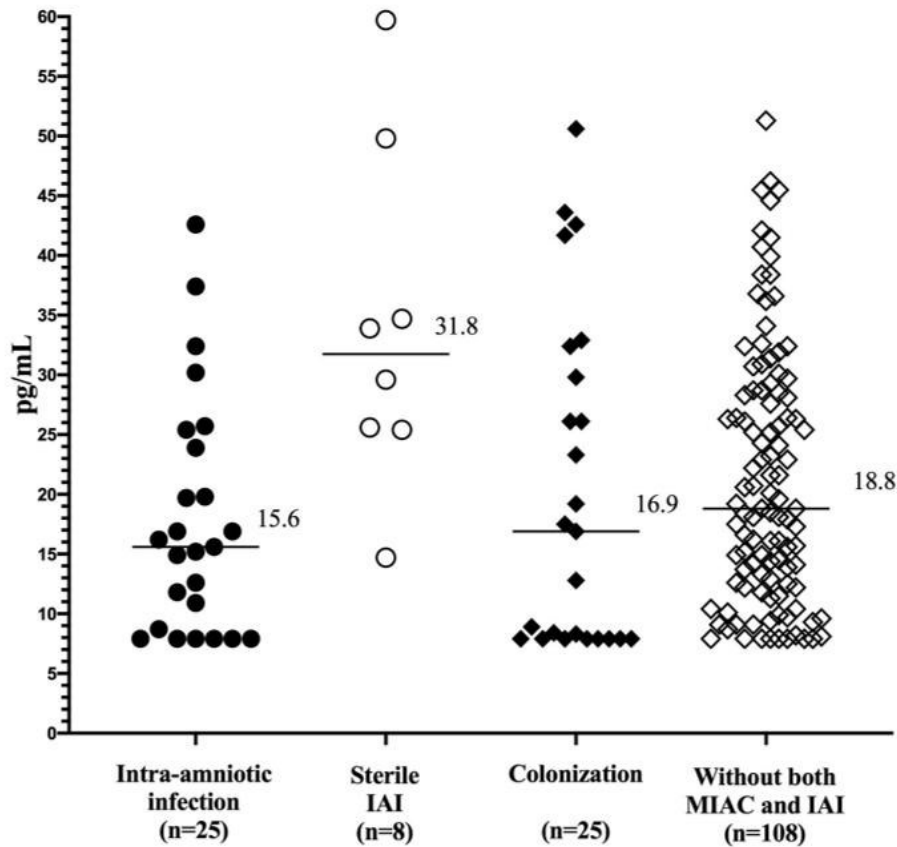 60
55
50
45
40
35
30
25
20
15
10
5
0
pg/mL
15.6
31.8
16.9
18.8
Intra-amniotic
infection
(n=25)
Sterile
IAI
(n=8)
Colonization
(n=25)
Without both
MIAC and IAI
(n=108)